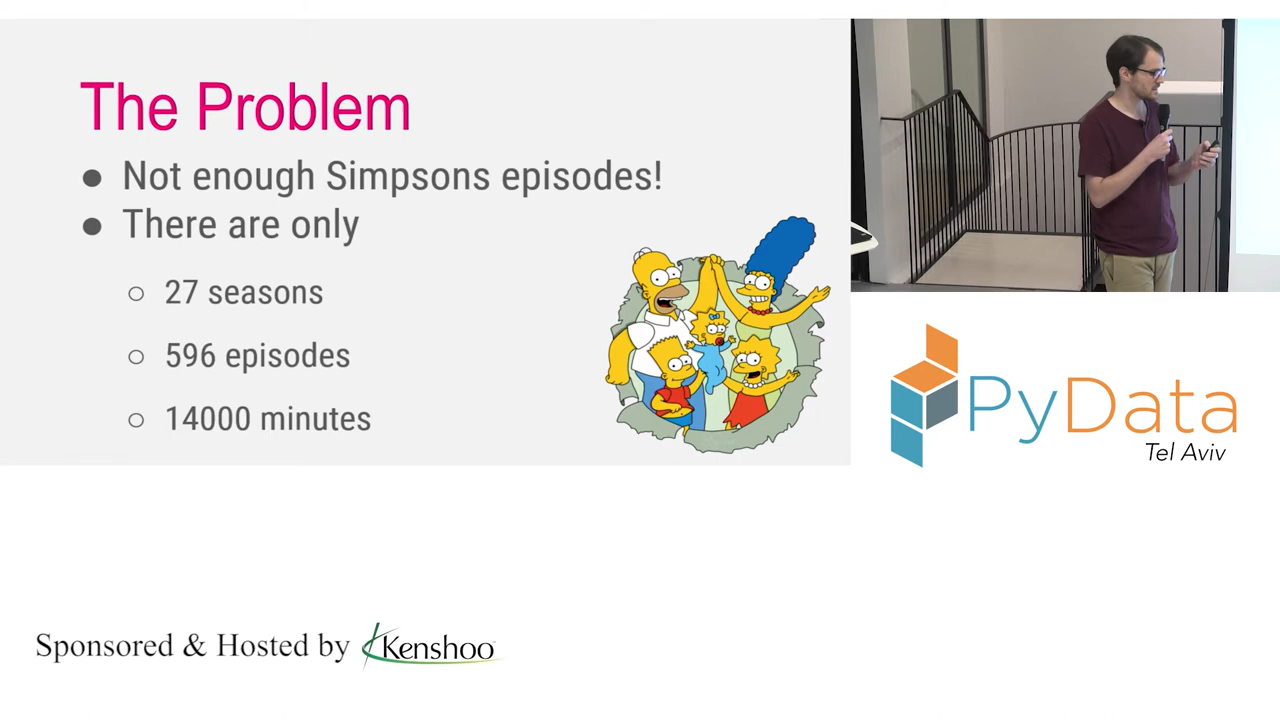 The Problem
● Not enough Simpsons episodes!
● There are only
○ 27 seasons
○ 596 episodes
○ 14000 minutes
PyData
Tel Aviv
Sponsored & Hosted by Kenshoo